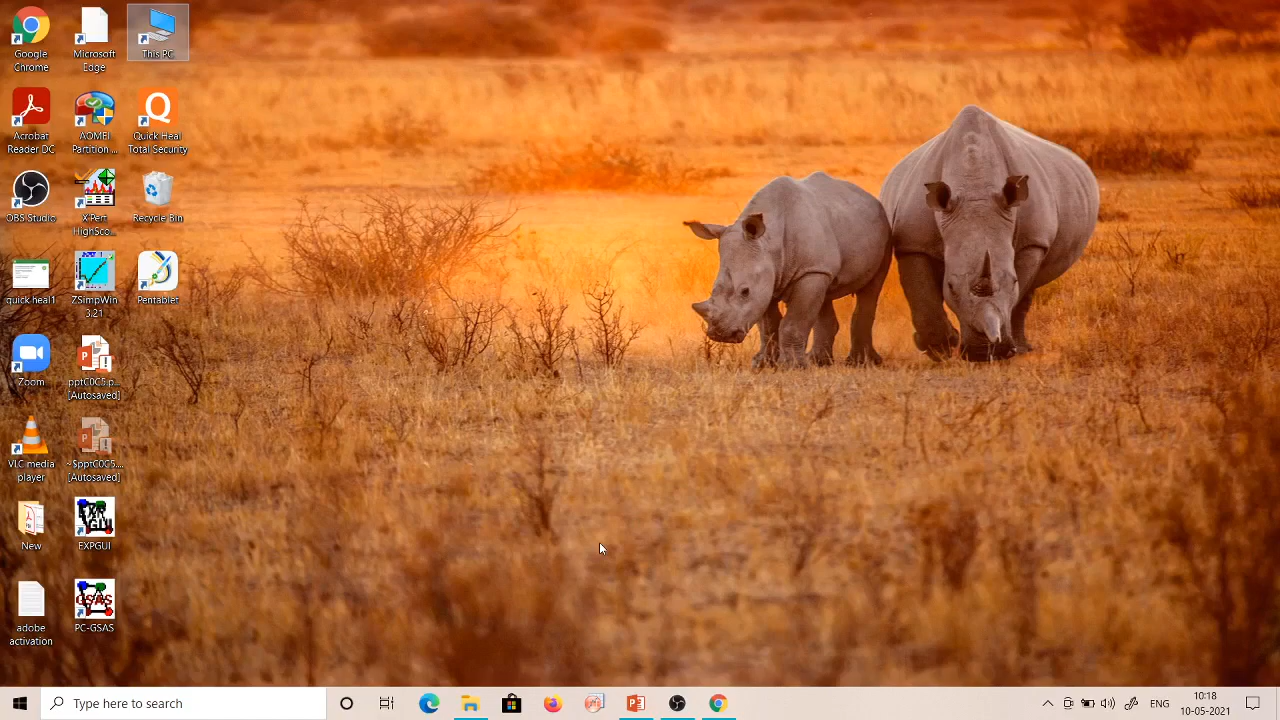 Google
Chrome
Microsoft
Edge
This PC
Acrobat
Reader DC
AOMEI
Partition ...
Quick Heal
Total Security
OBS Studio
X'Pert
HighSco...
Recycle Bin
quick heal1
ZSimpWin
3.21
Pentablet
Zoom
pptC0C5.p...
[Autosaved]
VLC media
player
~$pptC0C5....
[Autosaved]
New
EXPGUI
adobe
activation
PC-GSAS
Type here to search
ENG
10:18
10-05-2021